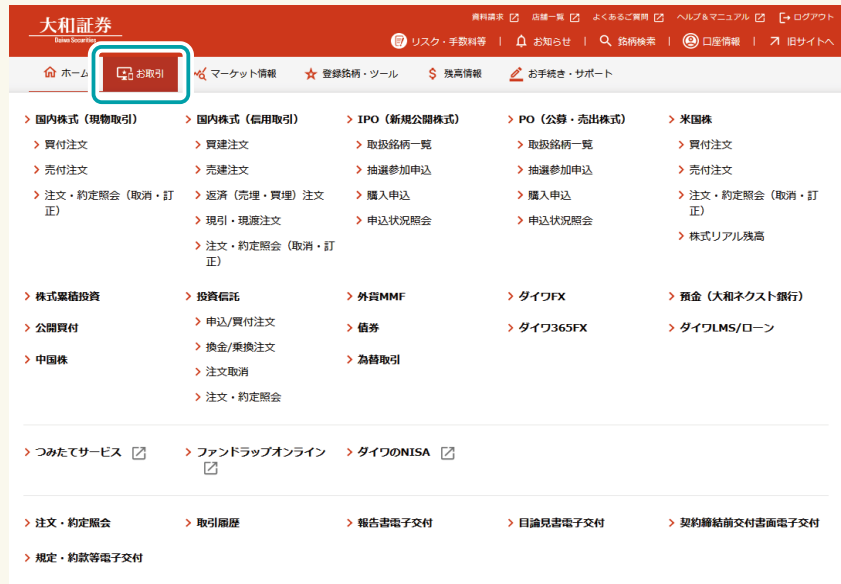 大和証券
Daiwa Securities
資料請求 店舗一覧 よくあるご質問 ヘルプ＆マニュアル ログアウト
リスク・手数料等 | お知らせ | 銘柄検索 | 口座情報 | 旧サイトへ
ホーム お取引 マーケット情報 登録銘柄・ツール 残高情報 お手続き・サポート
国内株式（現物取引） 国内株式（信用取引） IPO（新規公開株式） PO（公募・売出株式） 米国株
買付注文 買建注文 取扱銘柄一覧 取扱銘柄一覧 買付注文
売付注文 売建注文 抽選参加申込 抽選参加申込 売付注文
注文・約定照会（取消・訂 返済（売埋・買埋）注文 購入申込 購入申込 注文・約定照会（取消・訂
正） 現引・現渡注文 申込状況照会 申込状況照会 正）
注文・約定照会（取消・訂 株式リアル残高
正）
株式累積投資 投資信託 外貨MMF ダイワFX 預金（大和ネクスト銀行）
申込/買付注文
公開買付 債券 ダイワ365FX ダイワLMS/ローン
換金/乗換注文
中国株 為替取引
注文取消
注文・約定照会
つみたてサービス ファンドラップオンライン ダイワのNISA
注文・約定照会 取引履歴 報告書電子交付 目論見書電子交付 契約締結前交付書面電子交付
規定・約款等電子交付